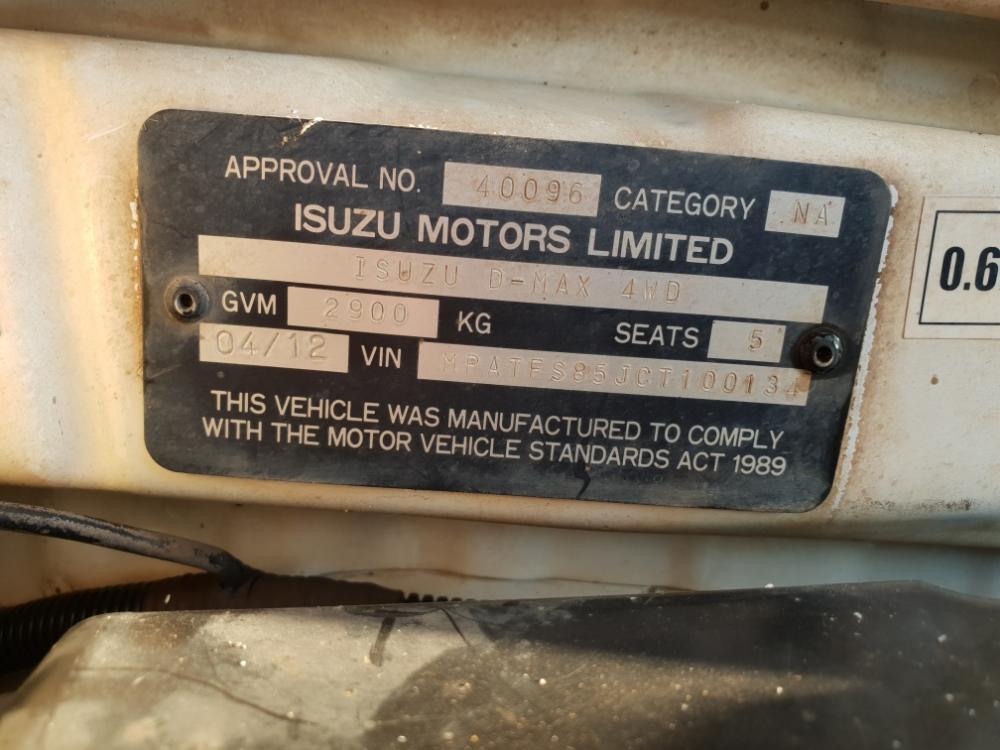 APPROVAL NO. 40096 CATEGORY NA
ISUZU MOTORS LIMITED
ISUZU D-MAX 4WD
GVM 2900 KG SEATS 5
04/12 VIN MPATFS85JCT100134
THIS VEHICLE WAS MANUFACTURED TO COMPLY
WITH THE MOTOR VEHICLE STANDARDS ACT 1989
0.6